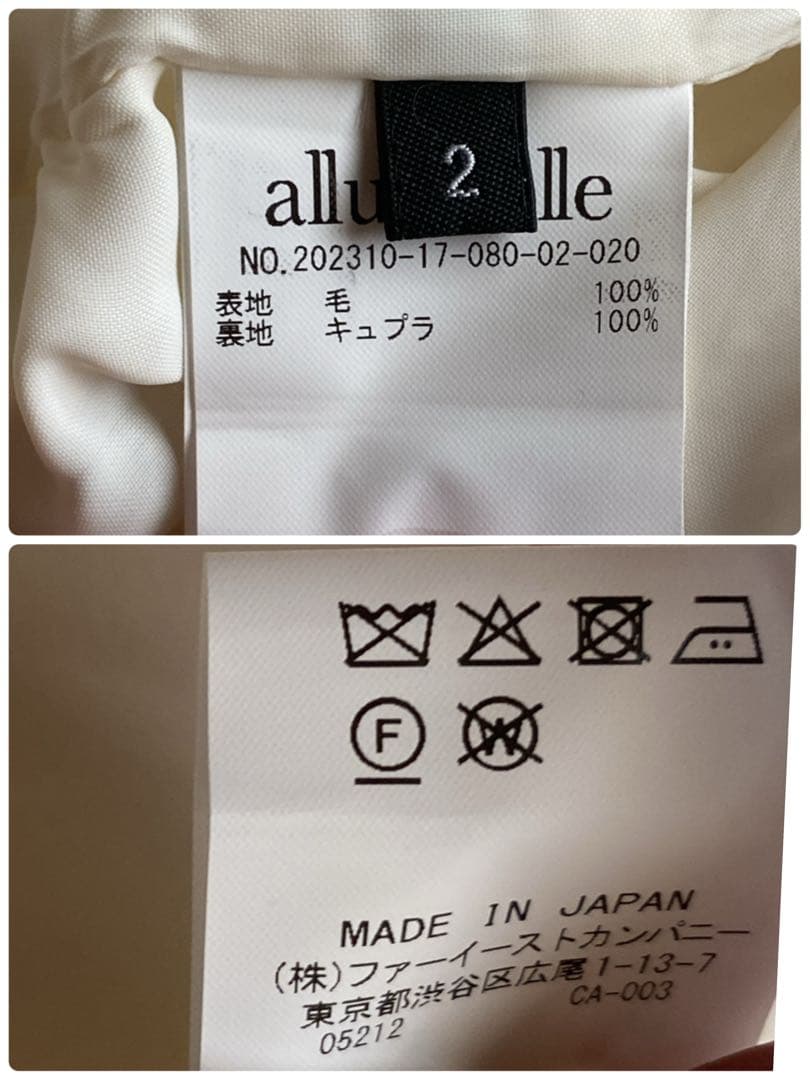 2
allu lle
NO.202310-17-080-02-020
表地 毛 100%
裏地 キュプラ 100%
F
W
MADE IN JAPAN
(株)ファーイーストカンパニー
東京都渋谷区広尾1-13-7
CA-003
05212